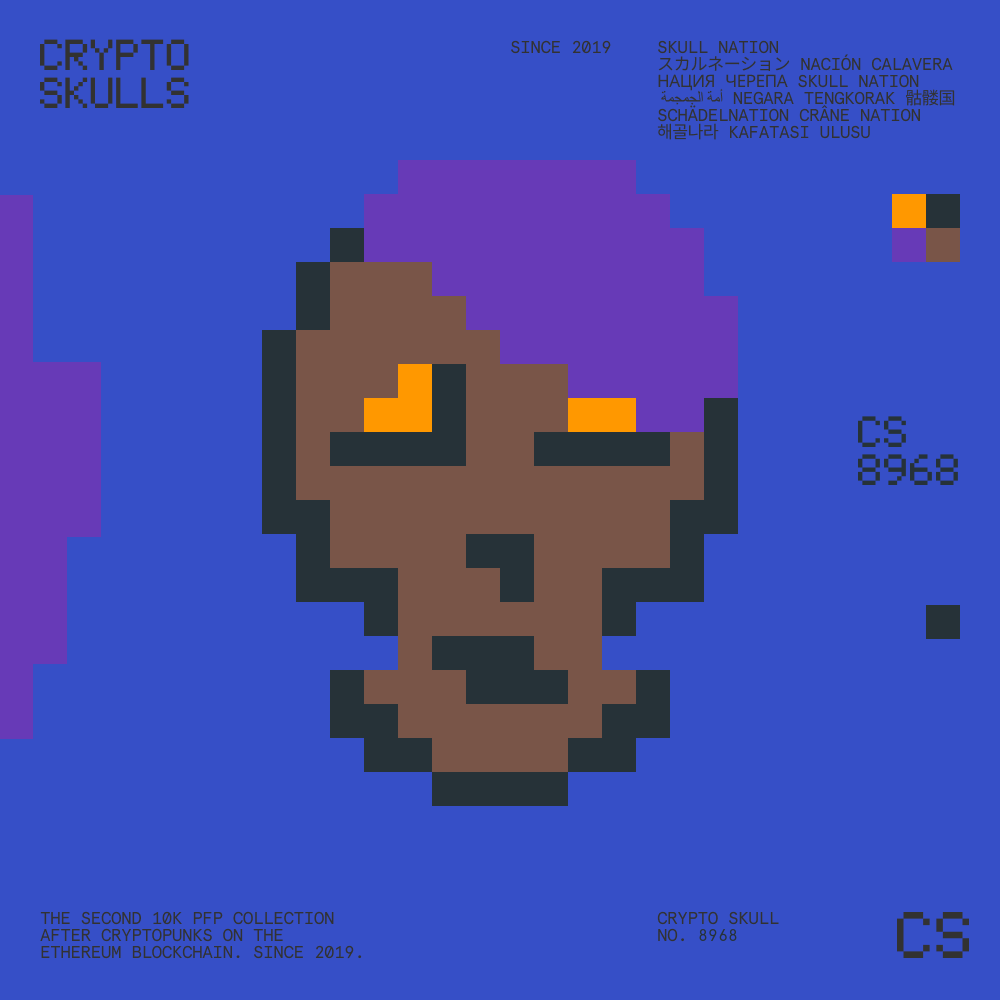 CRYPTO
SKULLS
SINCE 2019
SKULL NATION
スカルネーション NACIÓN CALAVERA
НАЦИЯ ЧЕРЕПА SKULL NATION
أمة الجمجمة NEGARA TENGKORAK 骷髅国
SCHÄDELNATION CRÂNE NATION
해골나라 KAFATASI ULUSU
CS
8968
THE SECOND 10K PFP COLLECTION
AFTER CRYPTOPUNKS ON THE
ETHEREUM BLOCKCHAIN. SINCE 2019.
CRYPTO SKULL
NO. 8968
CS